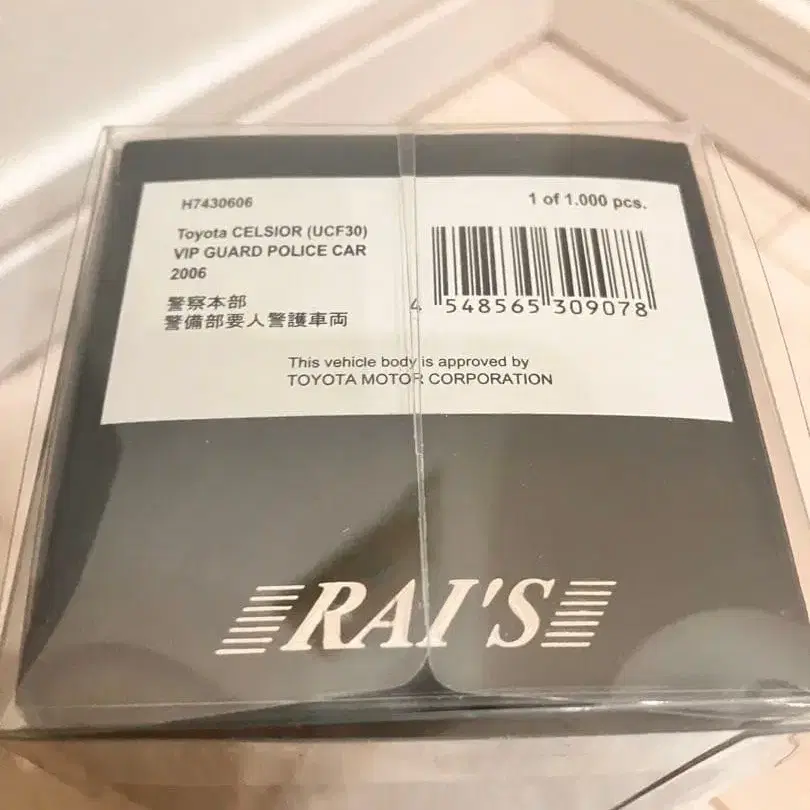 H7430606
1 of 1.000 pcs.
Toyota CELSIOR (UCF30)
VIP GUARD POLICE CAR
2006
警察本部
警備部要人警護車両
4 548565 309078
This vehicle body is approved by
TOYOTA MOTOR CORPORATION
RAI'S